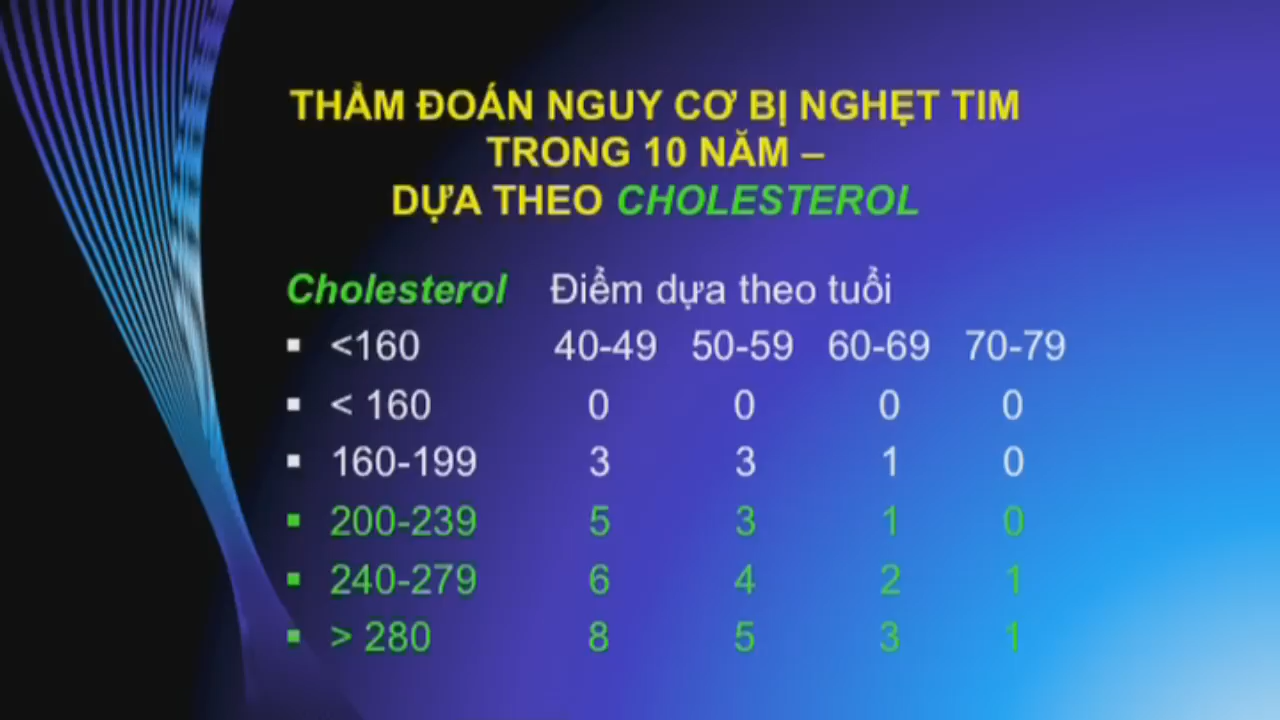 THẨM ĐOÁN NGUY CƠ BỊ NGHẸT TIM
TRONG 10 NĂM –
DỰA THEO CHOLESTEROL
Cholesterol Điểm dựa theo tuổi
▪ <160 40-49 50-59 60-69 70-79
▪ < 160 0 0 0 0
▪ 160-199 3 3 1 0
▪ 200-239 5 3 1 0
▪ 240-279 6 4 2 1
▪ > 280 8 5 3 1